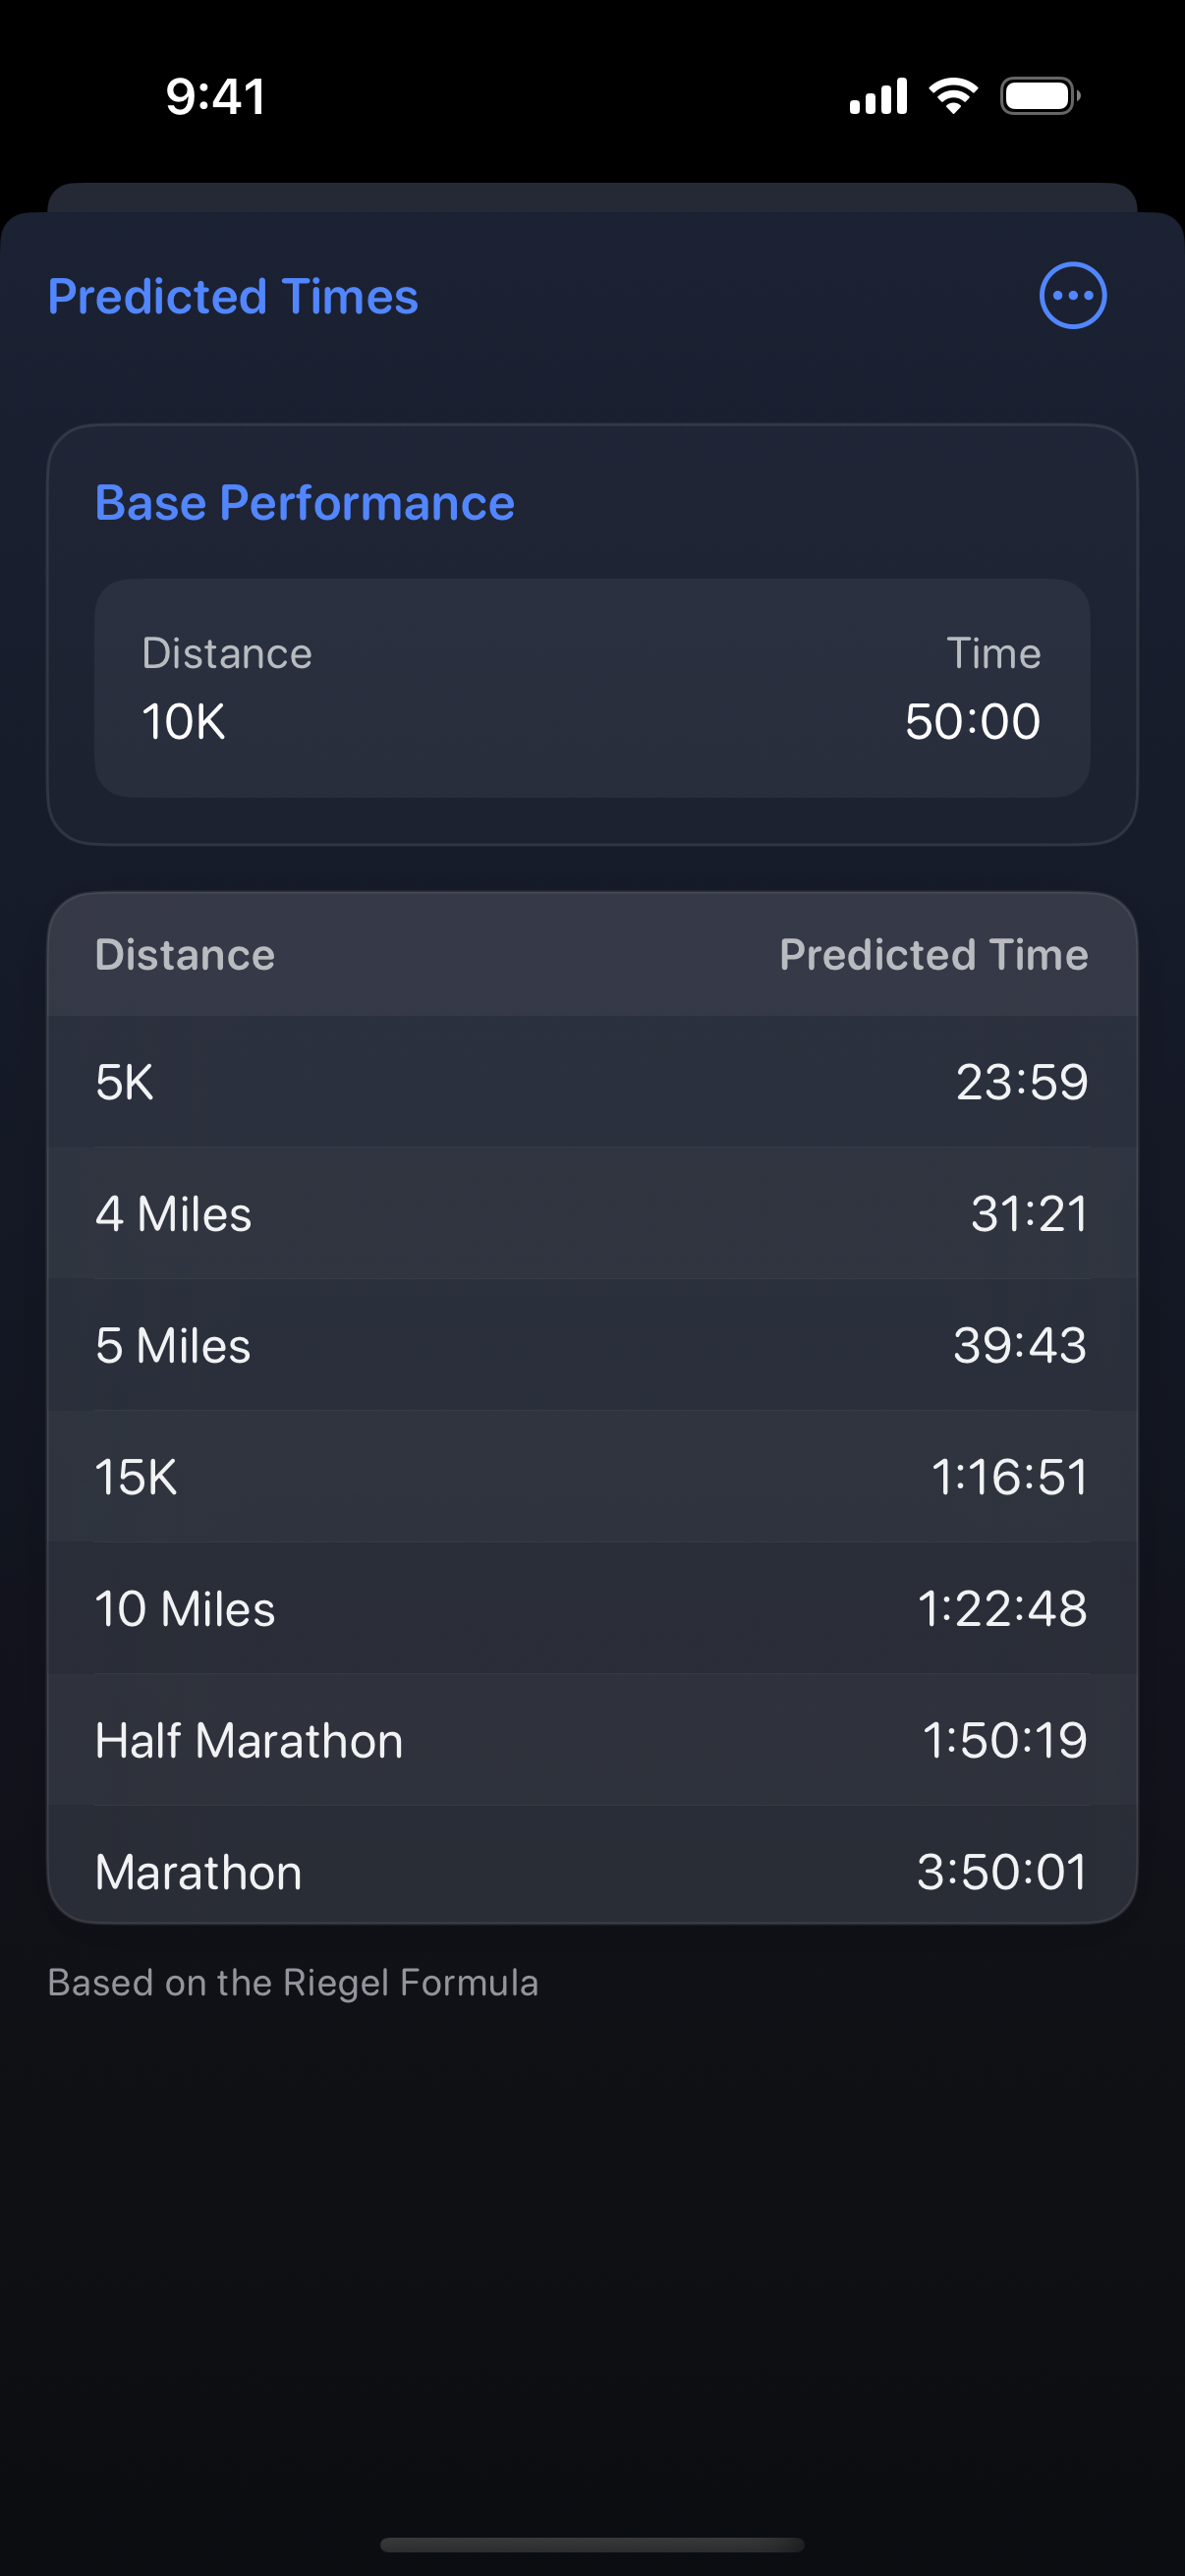 9:41
Predicted Times
Base Performance
Distance Time
10K 50:00
Distance Predicted Time
5K 23:59
4 Miles 31:21
5 Miles 39:43
15K 1:16:51
10 Miles 1:22:48
Half Marathon 1:50:19
Marathon 3:50:01
Based on the Riegel Formula